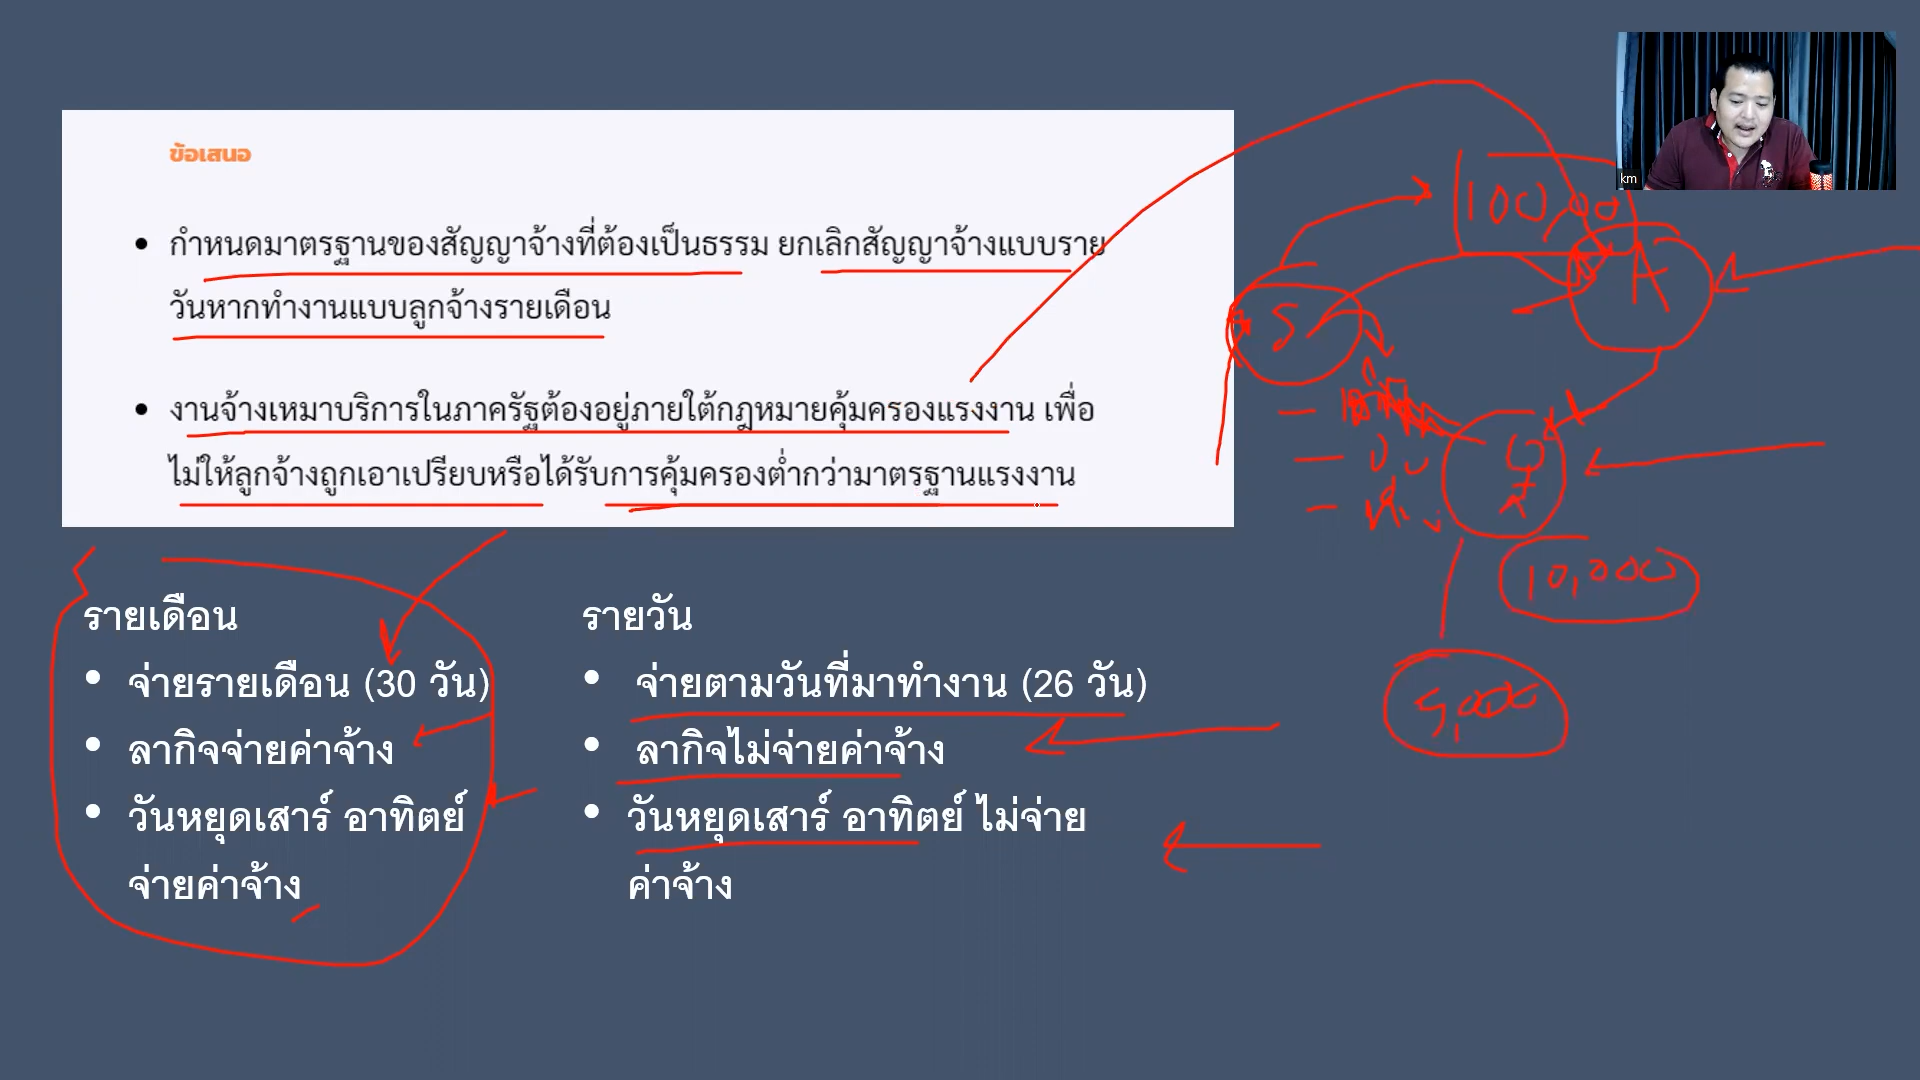 ข้อเสนอ
• กำหนดมาตรฐานของสัญญาจ้างที่ต้องเป็นธรรม ยกเลิกสัญญาจ้างแบบราย
วันหากทำงานแบบลูกจ้างรายเดือน
• งานจ้างเหมาบริการในภาครัฐต้องอยู่ภายใต้กฎหมายคุ้มครองแรงงาน เพื่อ
ไม่ให้ลูกจ้างถูกเอาเปรียบหรือได้รับการคุ้มครองต่ำกว่ามาตรฐานแรงงาน
รายเดือน
• จ่ายรายเดือน (30 วัน)
• ลากิจจ่ายค่าจ้าง
• วันหยุดเสาร์ อาทิตย์
จ่ายค่าจ้าง
รายวัน
• จ่ายตามวันที่มาทำงาน (26 วัน)
• ลากิจไม่จ่ายค่าจ้าง
• วันหยุดเสาร์ อาทิตย์ ไม่จ่าย
ค่าจ้าง
km
A
S
10,000
9,000